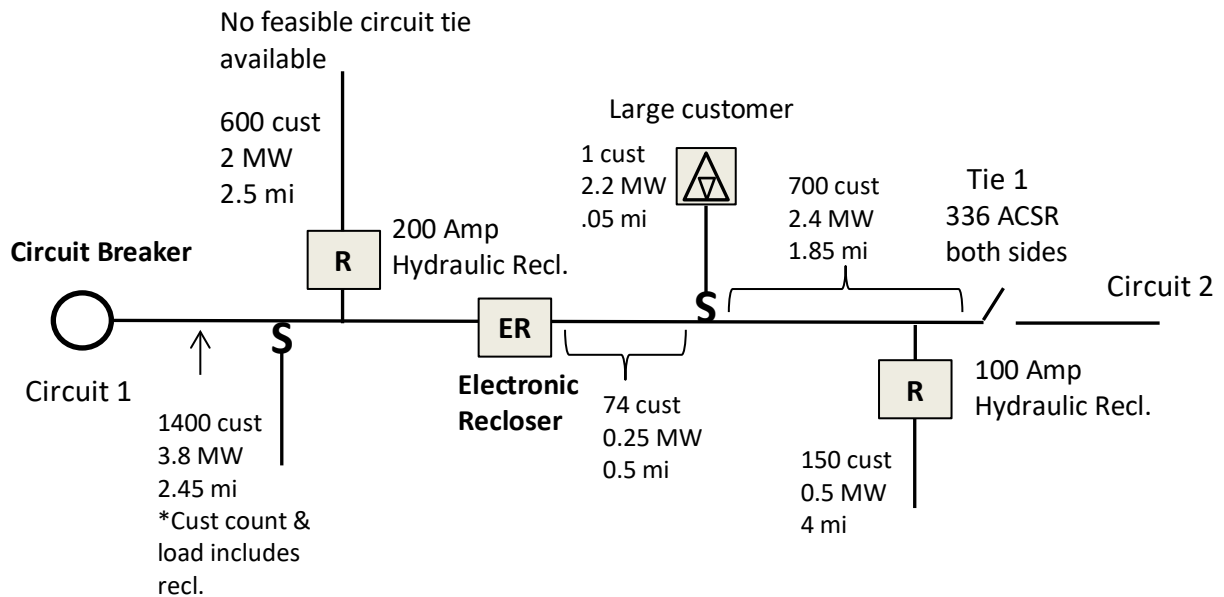 No feasible circuit tie
available
600 cust
2 MW
2.5 mi
Large customer
1 cust
2.2 MW
.05 mi
700 cust
2.4 MW
1.85 mi
Tie 1
336 ACSR
both sides
Circuit Breaker
R
200 Amp
Hydraulic Recl.
Circuit 2
S
S
ER
Circuit 1
Electronic
Recloser
74 cust
0.25 MW
0.5 mi
R
100 Amp
Hydraulic Recl.
1400 cust
3.8 MW
2.45 mi
*Cust count &
load includes
recl.
150 cust
0.5 MW
4 mi